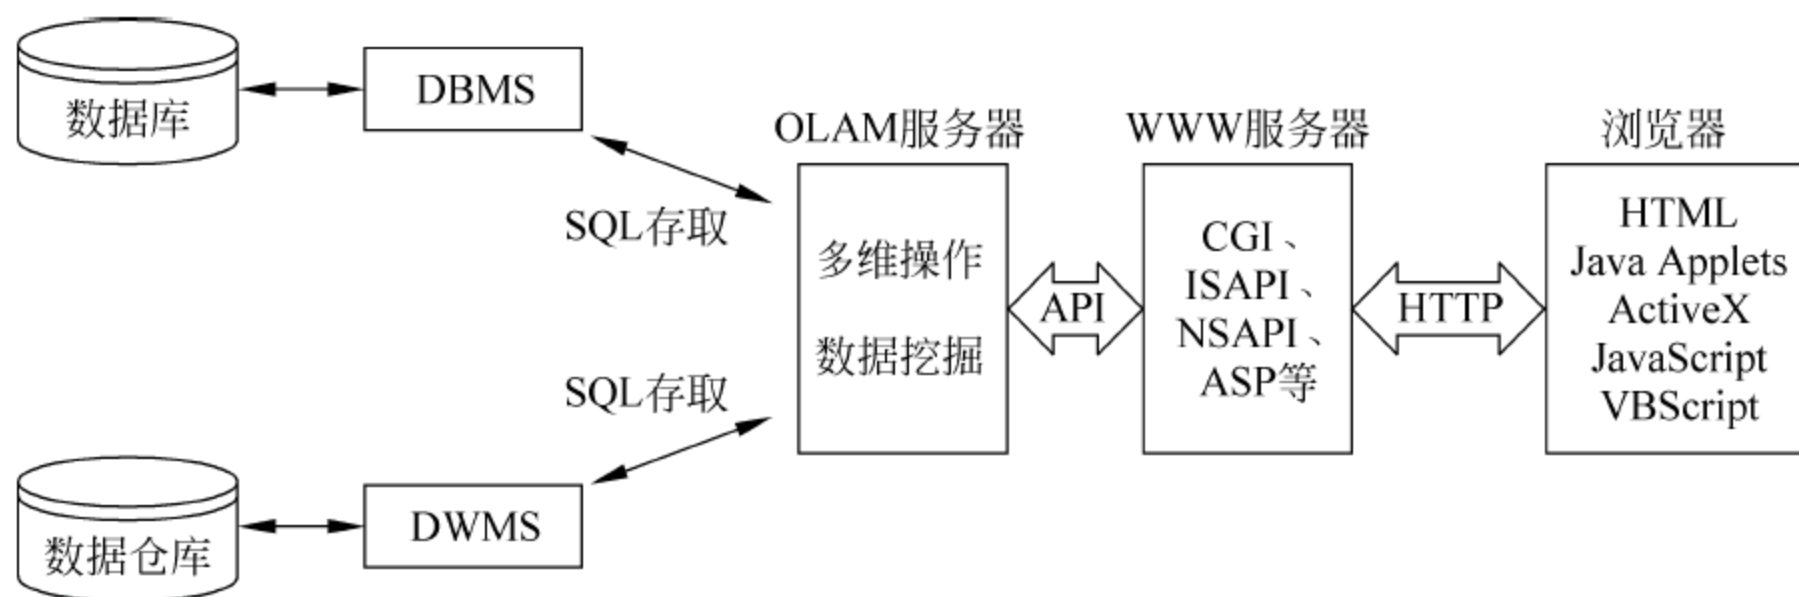 数据库
DBMS
SQL存取
SQL存取
数据仓库
DWMS
OLAM服务器
多维操作
数据挖掘
API
WWW服务器
CGI、
ISAPI、
NSAPI、
ASP等
HTTP
浏览器
HTML
Java Applets
ActiveX
JavaScript
VBScript